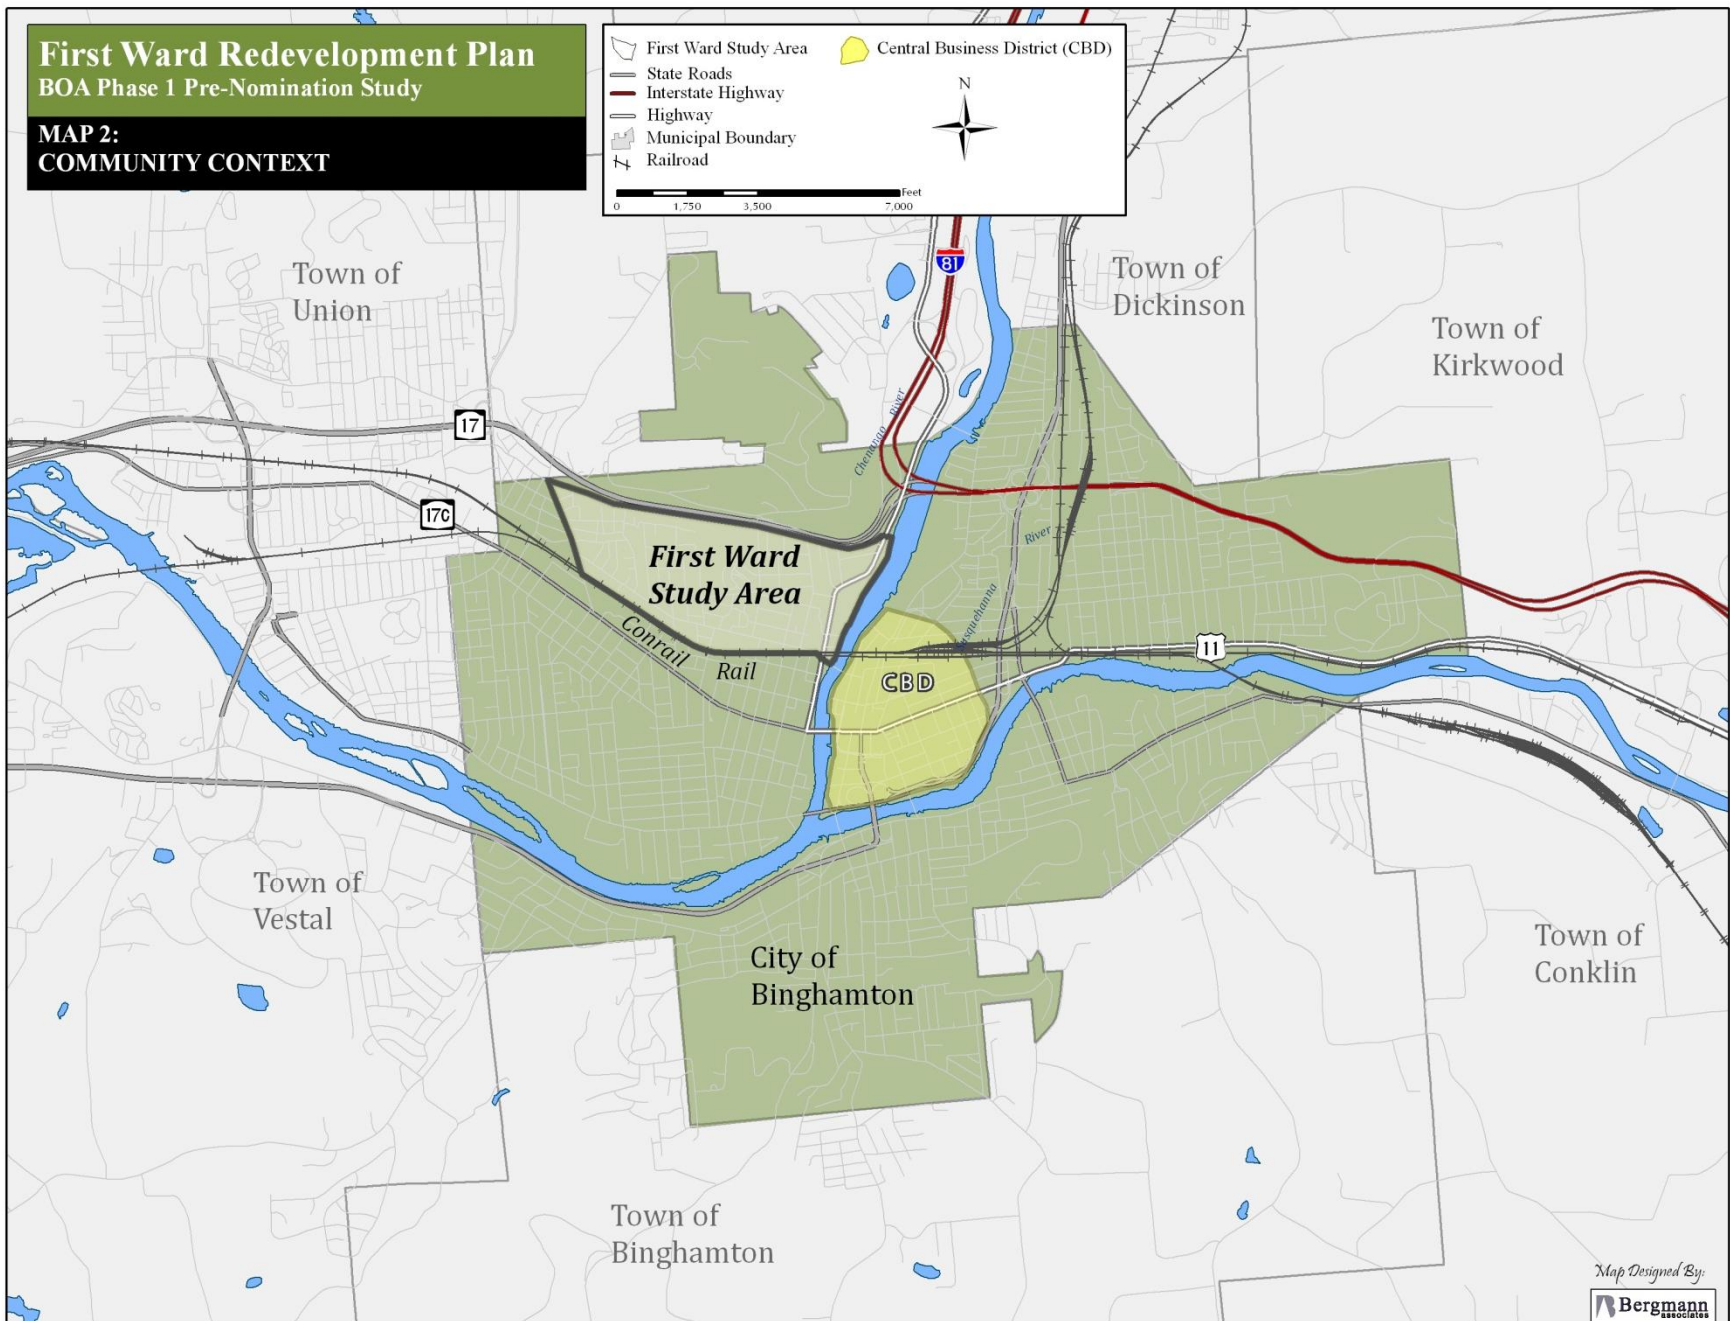 First Ward Redevelopment Plan
BOA Phase 1 Pre-Nomination Study
MAP 2:
COMMUNITY CONTEXT
First Ward Study Area
State Roads
Interstate Highway
Highway
Municipal Boundary
Railroad
Central Business District (CBD)
N
Feet
0 1,750 3,500 7,000
81
Town of
Union
Town of
Dickinson
Town of
Kirkwood
17
Chenango River
17C
First Ward
Study Area
River
Susquehanna
Conrail
Rail
11
CBD
Town of
Vestal
City of
Binghamton
Town of
Conklin
Town of
Binghamton
Map Designed By:
Bergmann
associates